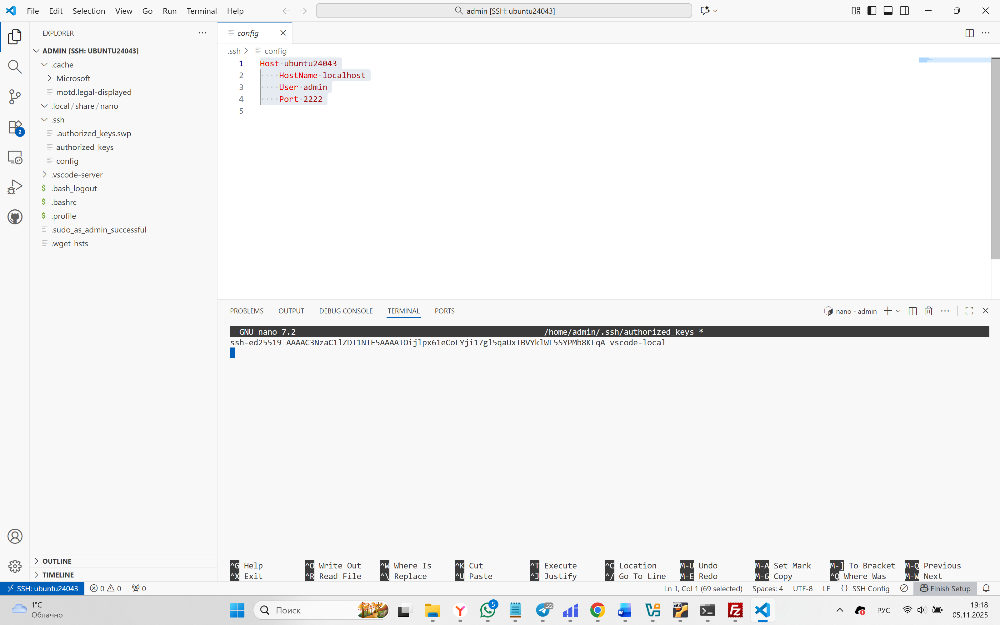 File Edit Selection View Go Run Terminal Help
admin [SSH: ubuntu24043]
EXPLORER
ADMIN [SSH: UBUNTU24043]
.cache
Microsoft
motd.legal-displayed
.local / share / nano
.ssh
.authorized_keys.swp
authorized_keys
config
.vscode-server
$ .bash_logout
$ .bashrc
$ .profile
.sudo_as_admin_successful
.wget-hsts
2
OUTLINE
TIMELINE
config
.ssh > config
1 Host ubuntu24043
2 HostName localhost
3 User admin
4 Port 2222
5
PROBLEMS OUTPUT DEBUG CONSOLE TERMINAL PORTS
nano - admin
GNU nano 7.2 /home/admin/.ssh/authorized_keys *
ssh-ed25519 AAAAC3NzaC1lZDI1NTE5AAAAIOijlpx61eCoLYji17gl5qaUxIBVYklWL5SYPMb8KLqA vscode-local
^G Help ^O Write Out ^W Where Is ^K Cut ^T Execute ^C Location M-U Undo M-A Set Mark M-] To Bracket M-Q Previous
^X Exit ^R Read File ^\ Replace ^U Paste ^J Justify ^/ Go To Line M-E Redo M-6 Copy ^Q Where Was M-W Next
SSH: ubuntu24043 0 0 0 Ln 1, Col 1 (69 selected) Spaces: 4 UTF-8 LF {} SSH Config Finish Setup
1°C
Облачно
Поиск
5
..22
x64
РУС
19:18
05.11.2025